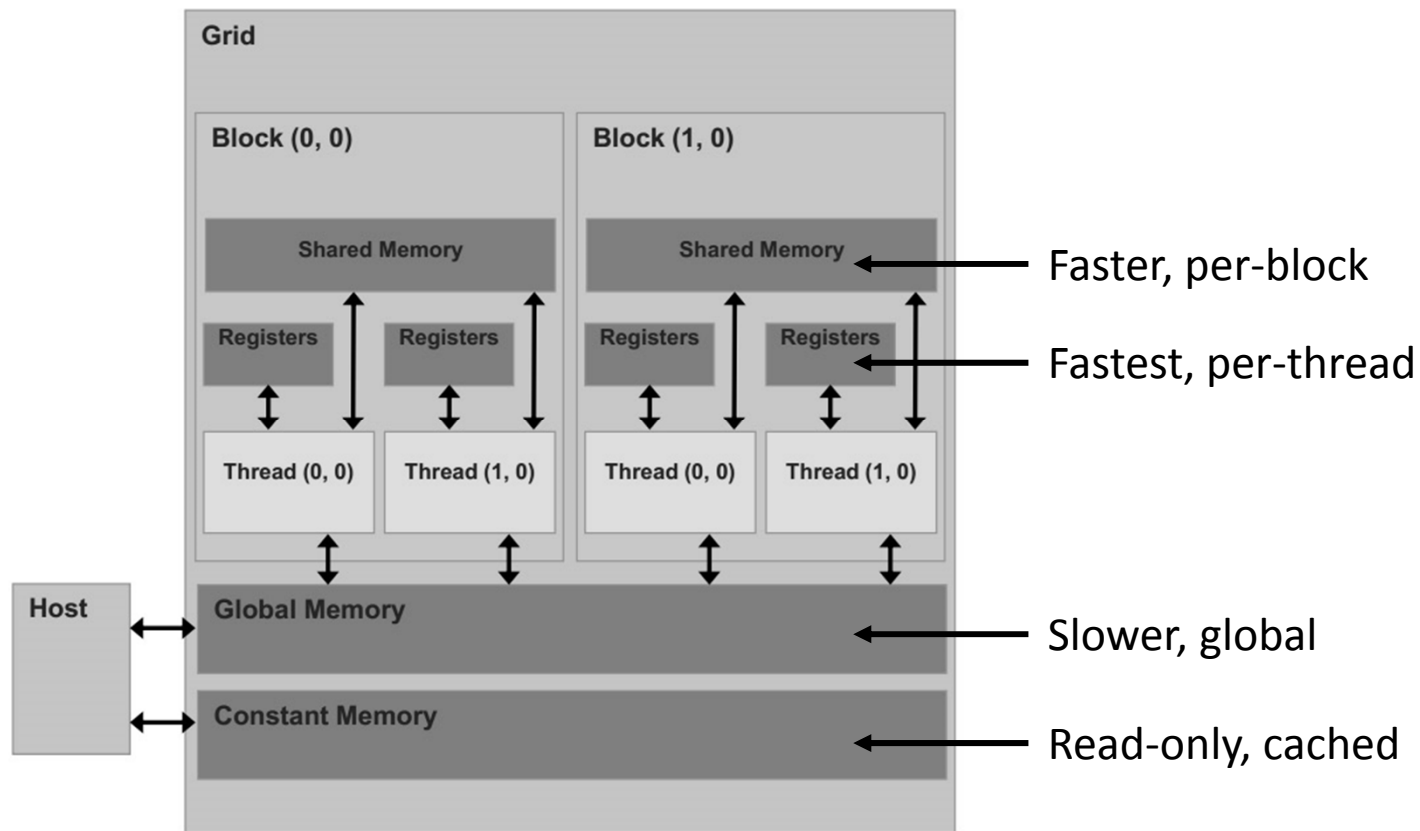 Grid
Block (0, 0)
Block (1, 0)
Shared Memory
Shared Memory
Faster, per-block
Registers
Registers
Registers
Registers
Fastest, per-thread
Thread (0, 0)
Thread (1, 0)
Thread (0, 0)
Thread (1, 0)
Host
Global Memory
Slower, global
Constant Memory
Read-only, cached